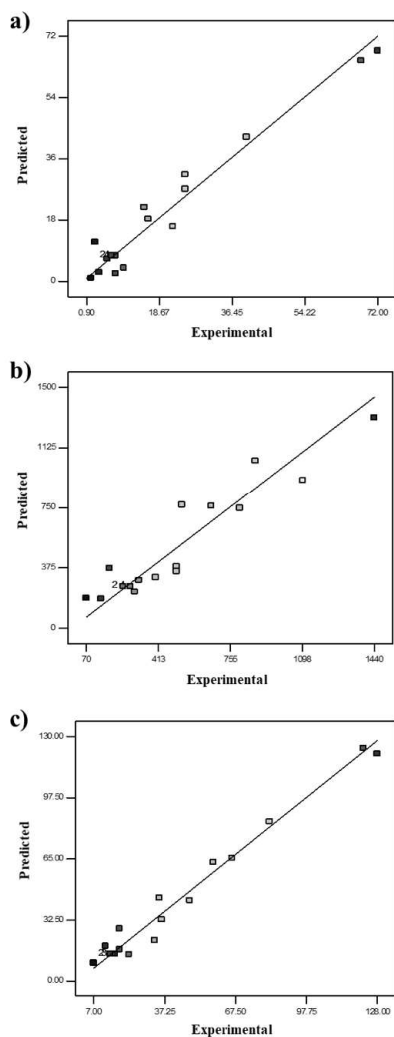 a)
72
54
36
18
0
Predicted
2
0.90 18.67 36.45 54.22 72.00
Experimental
b)
1500
1125
750
375
0
Predicted
2
70 413 755 1098 1440
Experimental
c)
130.00
97.50
65.00
32.50
0.00
Predicted
2
7.00 37.25 67.50 97.75 128.00
Experimental